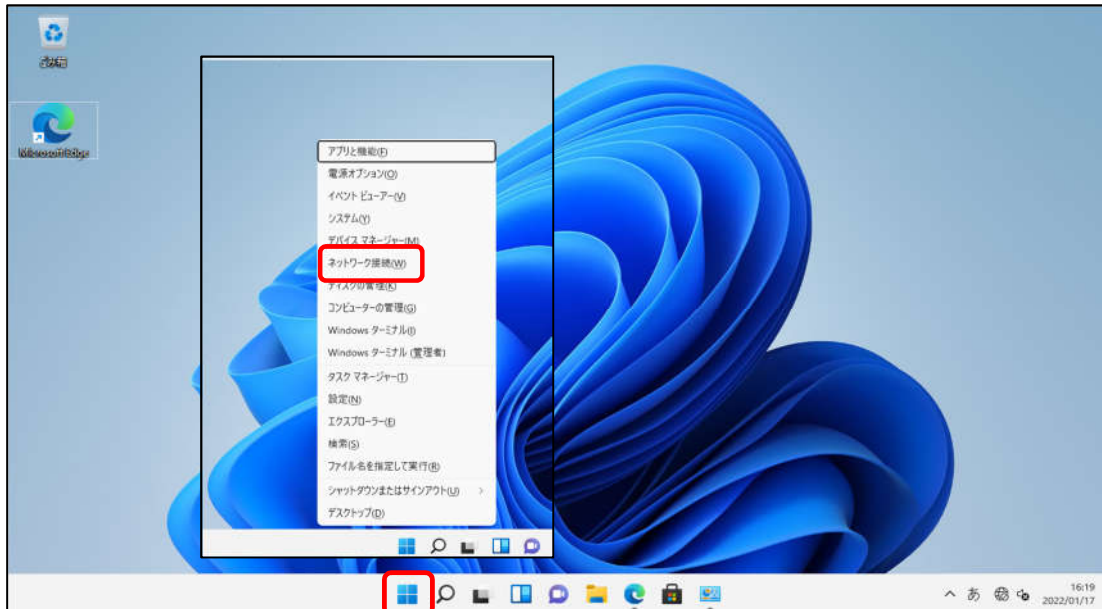 ごみ箱
Microsoft Edge
アプリと機能(F)
電源オプション(O)
イベント ビューアー(V)
システム(Y)
デバイス マネージャー(M)
ネットワーク接続(W)
ディスクの管理(K)
コンピューターの管理(G)
Windows ターミナル(I)
Windows ターミナル (管理者)
タスク マネージャー(T)
設定(N)
エクスプローラー(E)
検索(S)
ファイル名を指定して実行(R)
シャットダウンまたはサインアウト(U)
デスクトップ(D)
あ
16:19
2022/01/17